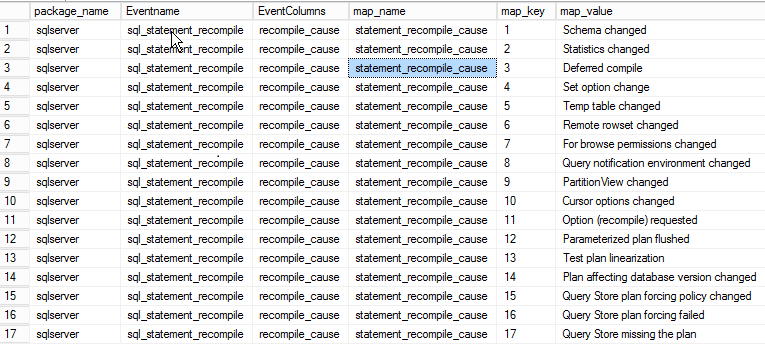 package_name Eventname EventColumns map_name map_key map_value
1 sqlserver sql_statement_recompile recompile_cause statement_recompile_cause 1 Schema changed
2 sqlserver sql_statement_recompile recompile_cause statement_recompile_cause 2 Statistics changed
3 sqlserver sql_statement_recompile recompile_cause statement_recompile_cause 3 Deferred compile
4 sqlserver sql_statement_recompile recompile_cause statement_recompile_cause 4 Set option change
5 sqlserver sql_statement_recompile recompile_cause statement_recompile_cause 5 Temp table changed
6 sqlserver sql_statement_recompile recompile_cause statement_recompile_cause 6 Remote rowset changed
7 sqlserver sql_statement_recompile recompile_cause statement_recompile_cause 7 For browse permissions changed
8 sqlserver sql_statement_recompile recompile_cause statement_recompile_cause 8 Query notification environment changed
9 sqlserver sql_statement_recompile recompile_cause statement_recompile_cause 9 PartitionView changed
10 sqlserver sql_statement_recompile recompile_cause statement_recompile_cause 10 Cursor options changed
11 sqlserver sql_statement_recompile recompile_cause statement_recompile_cause 11 Option (recompile) requested
12 sqlserver sql_statement_recompile recompile_cause statement_recompile_cause 12 Parameterized plan flushed
13 sqlserver sql_statement_recompile recompile_cause statement_recompile_cause 13 Test plan linearization
14 sqlserver sql_statement_recompile recompile_cause statement_recompile_cause 14 Plan affecting database version changed
15 sqlserver sql_statement_recompile recompile_cause statement_recompile_cause 15 Query Store plan forcing policy changed
16 sqlserver sql_statement_recompile recompile_cause statement_recompile_cause 16 Query Store plan forcing failed
17 sqlserver sql_statement_recompile recompile_cause statement_recompile_cause 17 Query Store missing the plan